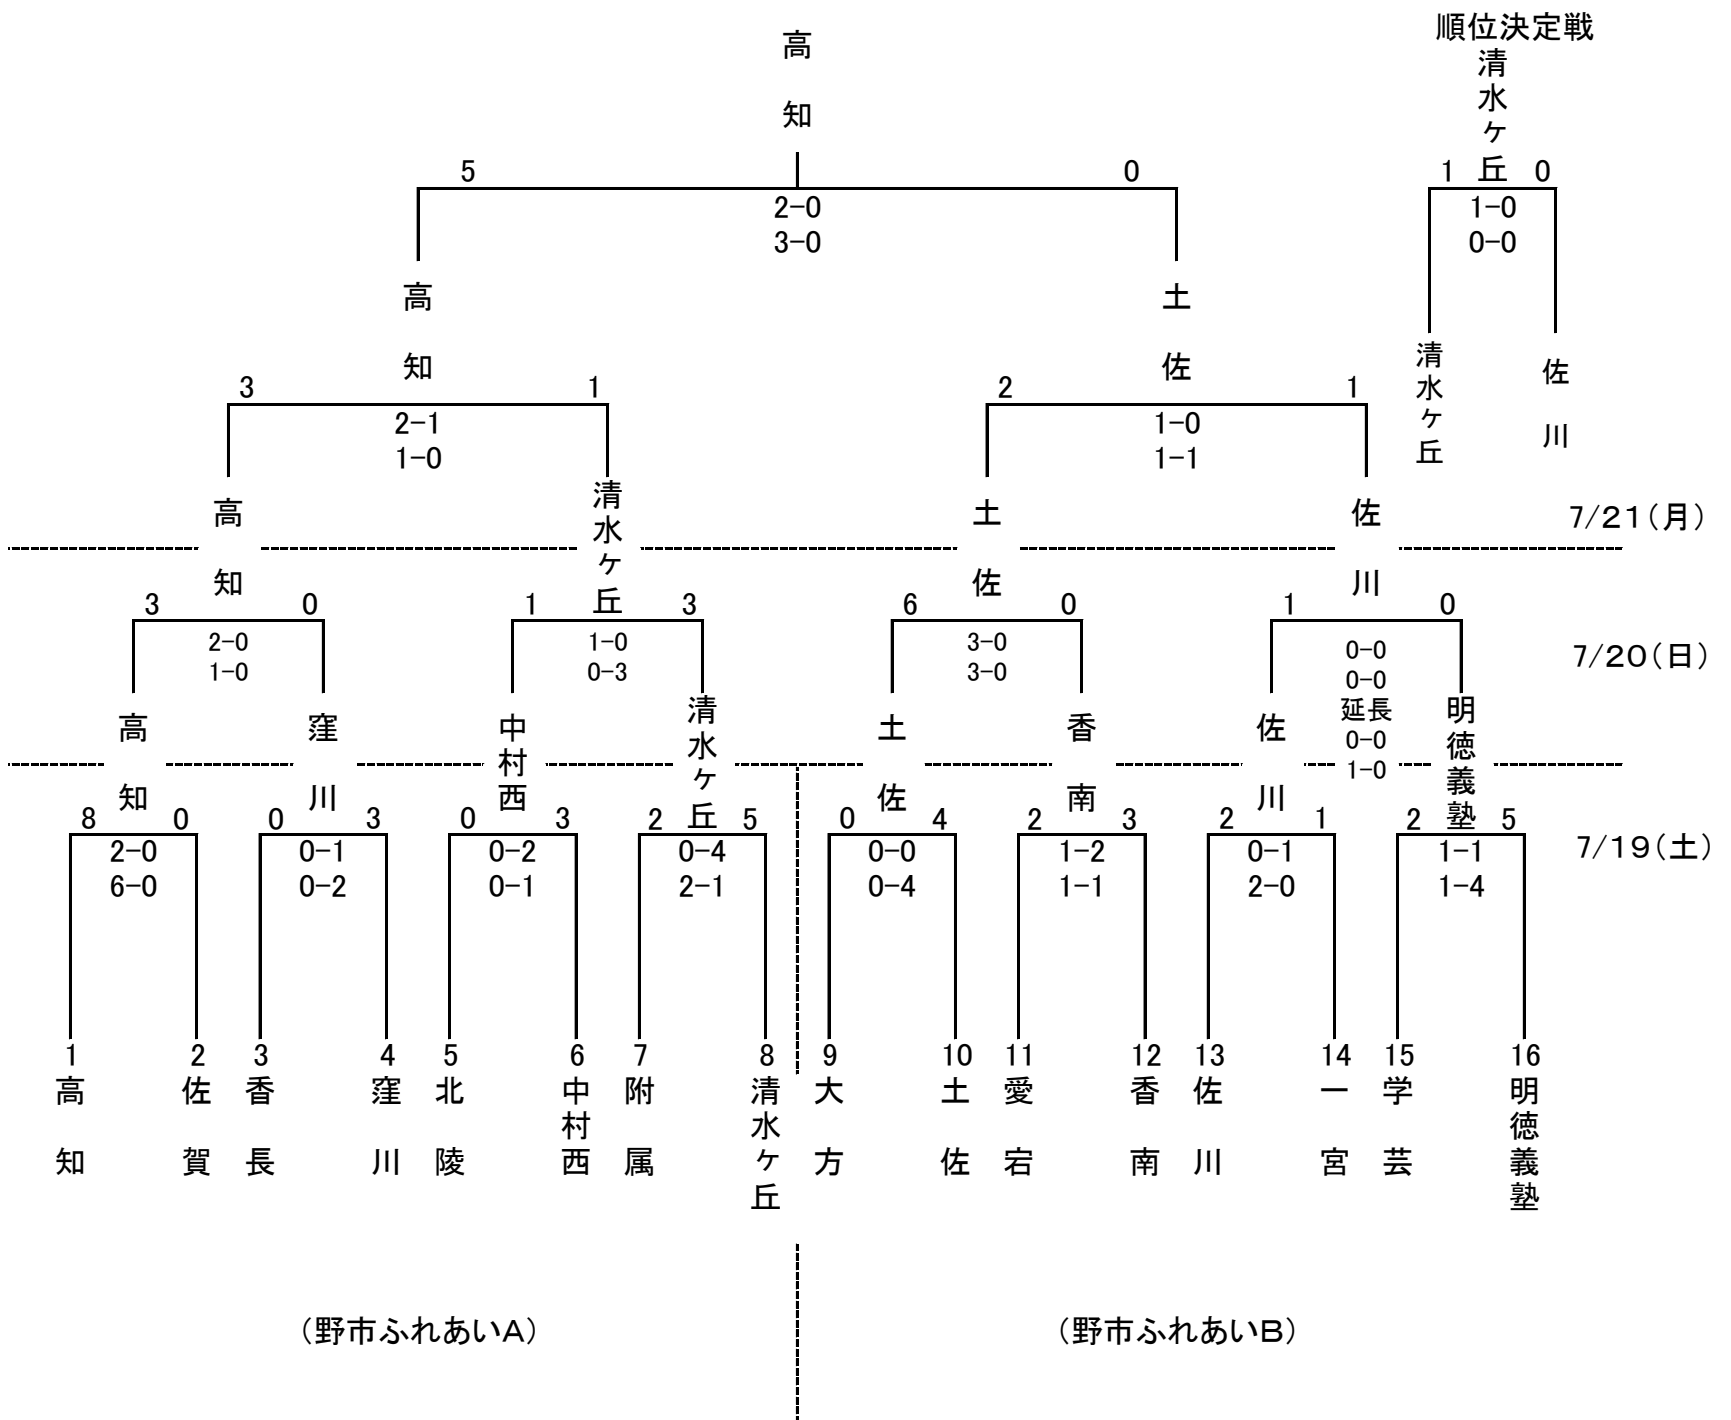 順位決定戦
高知
清水ヶ丘
5 0
1 0
2-0
3-0
1-0
0-0
高知
土佐
清水ヶ丘
佐川
3 1
2 1
2-1
1-0
1-0
1-1
高知
清水ヶ丘
土佐
佐川
7/21(月)
3 0
1 3
6 0
1 0
2-0
1-0
1-0
0-3
3-0
3-0
0-0
0-0
延長
0-0
1-0
7/20(日)
高知
窪川
中村西
清水ヶ丘
土佐
香南
佐川
明徳義塾
8 0
0 3
0 3
2 5
0 4
2 3
2 1
2 5
2-0
6-0
0-1
0-2
0-2
0-1
0-4
2-1
0-0
0-4
1-2
1-1
0-1
2-0
1-1
1-4
7/19(土)
1
高知
2
佐賀
3
香長
4
窪川
5
北陵
6
中村西
7
附属
8
清水ヶ丘
9
大方
10
土佐
11
愛宕
12
香南
13
佐川
14
一宮
15
学芸
16
明徳義塾
(野市ふれあいA)
(野市ふれあいB)